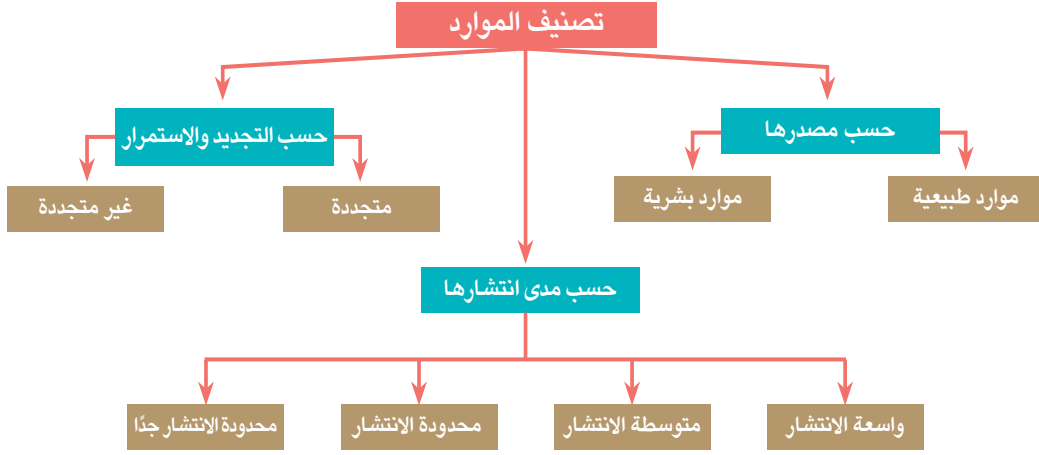 تصنيف الموارد
حسب مصدرها
حسب التجديد والاستمرار
موارد طبيعية
موارد بشرية
متجددة
غير متجددة
حسب مدى انتشارها
واسعة الانتشار
متوسطة الانتشار
محدودة الانتشار
محدودة الانتشار جدًا